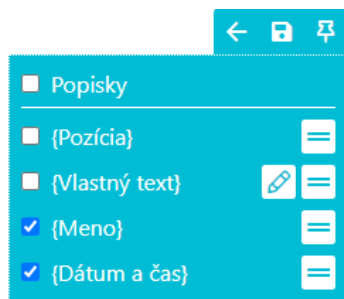 Popisky
{Pozícia}
{Vlastný text}
{Meno}
{Dátum a čas}